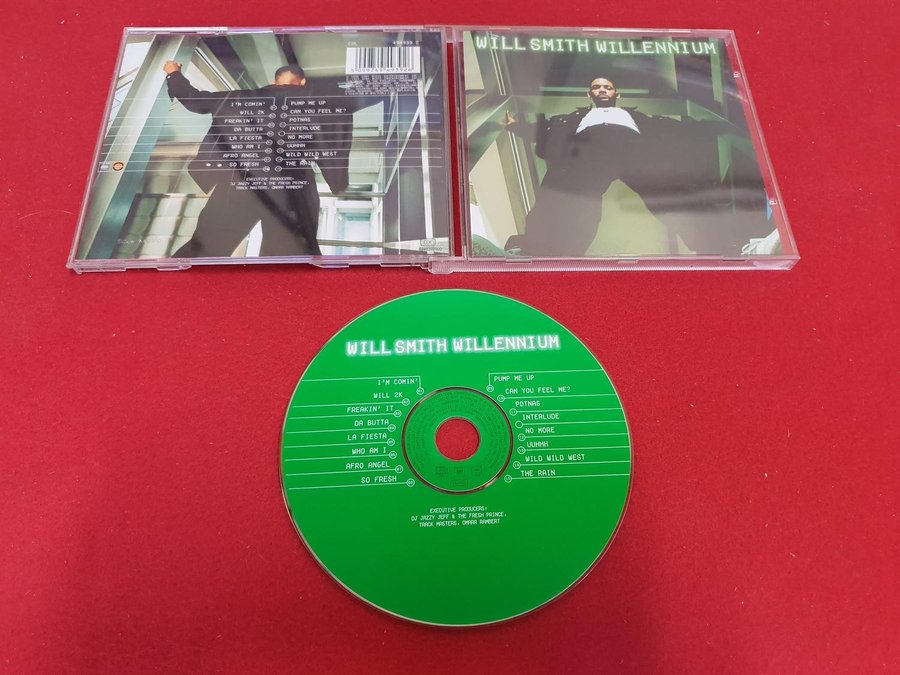 WILL SMITH WILLENNIUM
I'M COMIN'
WILL 2K
FREAKIN' IT
DA BUTTA
LA FIESTA
WHO AM I
AFRO ANGEL
SO FRESH
PUMP ME UP
CAN YOU FEEL ME?
POTNAS
INTERLUDE
NO MORE
UUHHH
WILD WILD WEST
THE RAIN
EXECUTIVE PRODUCERS:
DJ JAZZY JEFF & THE FRESH PRINCE,
TRACK MASTERS, OMARR RAMBERT
WILL SMITH WILLENNIUM
I'M COMIN'
WILL 2K
FREAKIN' IT
DA BUTTA
LA FIESTA
WHO AM I
AFRO ANGEL
SO FRESH
PUMP ME UP
CAN YOU FEEL ME?
POTNAS
INTERLUDE
NO MORE
UUHHH
WILD WILD WEST
THE RAIN
EXECUTIVE PRODUCERS:
DJ JAZZY JEFF & THE FRESH PRINCE,
TRACK MASTERS, OMARR RAMBERT